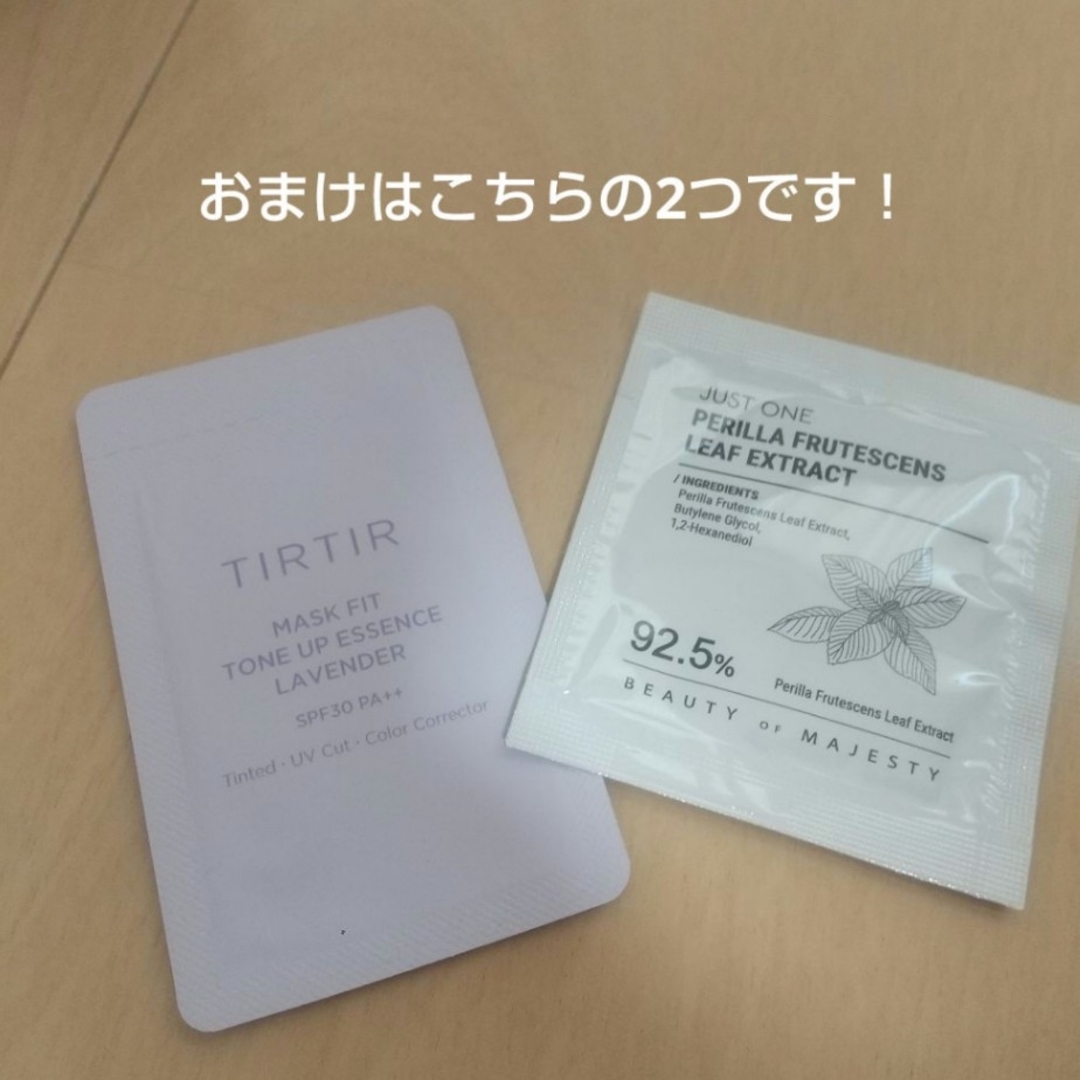 おまけはこちらの2つです！
TIRTIR
MASK FIT
TONE UP ESSENCE
LAVENDER
SPF30 PA++
Tinted · UV Cut · Color Corrector
JUST ONE
PERILLA FRUTESCENS
LEAF EXTRACT
/ INGREDIENTS
Perilla Frutescens Leaf Extract,
Butylene Glycol,
1,2-Hexanediol
92.5%
Perilla Frutescens Leaf Extract
BEAUTY OF MAJESTY